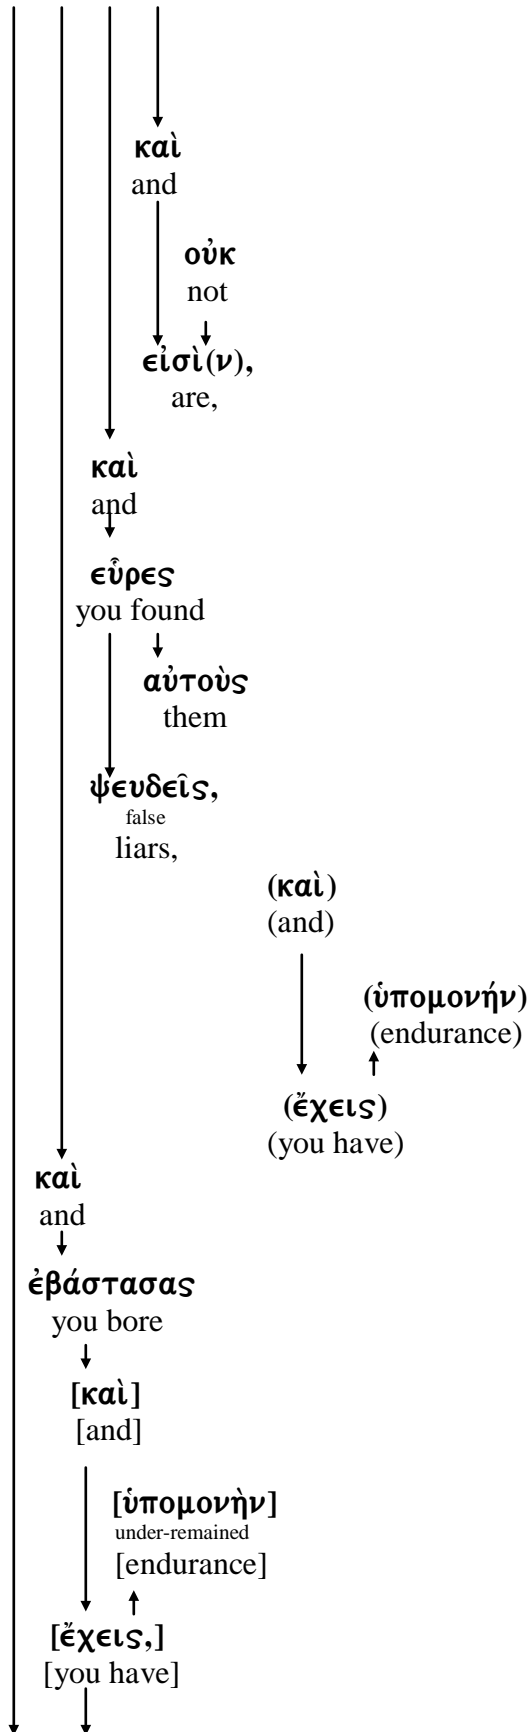 καὶ
and
οὐκ
not
εἰσὶ(ν),
are,
καὶ
and
εὗρες
you found
αὐτοὺς
them
ψευδεῖς,
false
liars,
(καὶ)
(and)
(ὑπομονήν)
(endurance)
(ἔχεις)
(you have)
καὶ
and
ἐβάστασας
you bore
[καὶ]
[and]
[ὑπομονὴν]
under-remained
[endurance]
[ἔχεις,]
[you have]